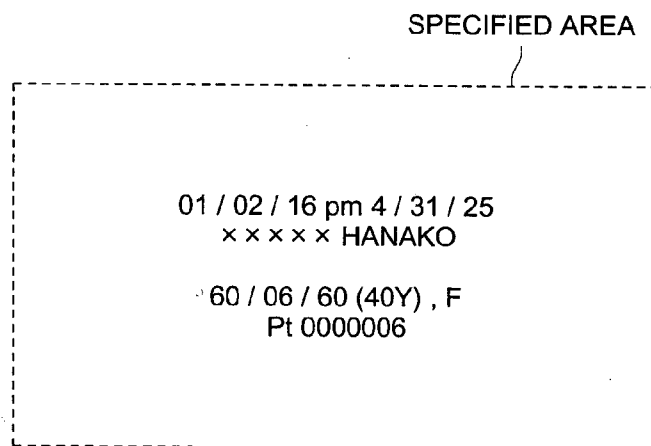 SPECIFIED AREA
01 / 02 / 16 pm 4 / 31 / 25
××××× HANAKO
60 / 06 / 60 (40Y) , F
Pt 0000006